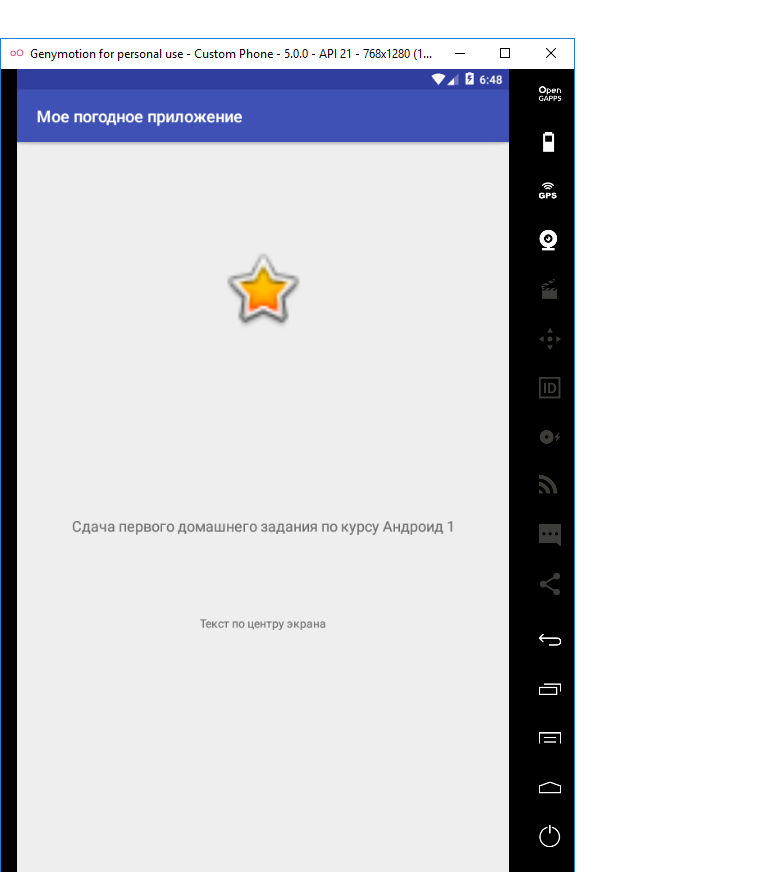 Genymotion for personal use - Custom Phone - 5.0.0 - API 21 - 768x1280 (1...
6:48
Open
GAPPS
Мое погодное приложение
GPS
ID
Сдача первого домашнего задания по курсу Андроид 1
Текст по центру экрана